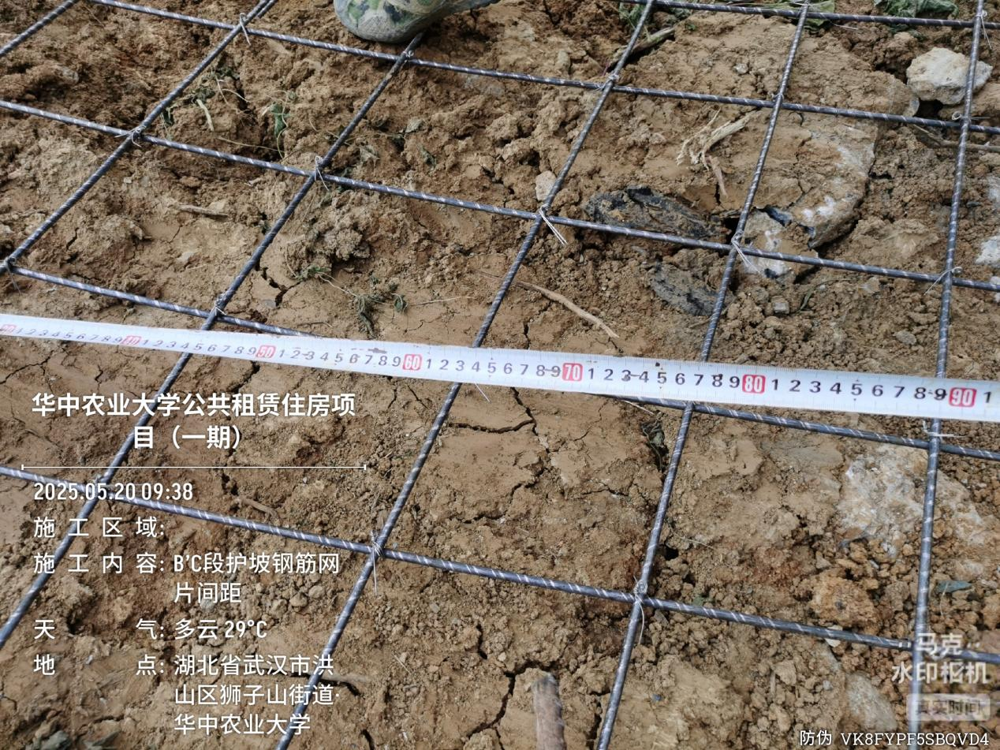 30 1 2 3 4 5 6 7 8 9 40 1 2 3 4 5 6 7 8 9 50 1 2 3 4 5 6 7 8 9 60 1 2 3 4 5 6 7 8 9 70 1 2 3 4 5 6 7 8 9 80 1 2 3 4 5 6 7 8 9 90 1
华中农业大学公共租赁住房项
目（一期）
2025.05.20 09:38
施工区域:
施工内容: B'C段护坡钢筋网
片间距
天气: 多云 29℃
地点: 湖北省武汉市洪
山区狮子山街道·
华中农业大学
马克
水印相机
真实时间
防伪 VK8FYPF5SBQVD4